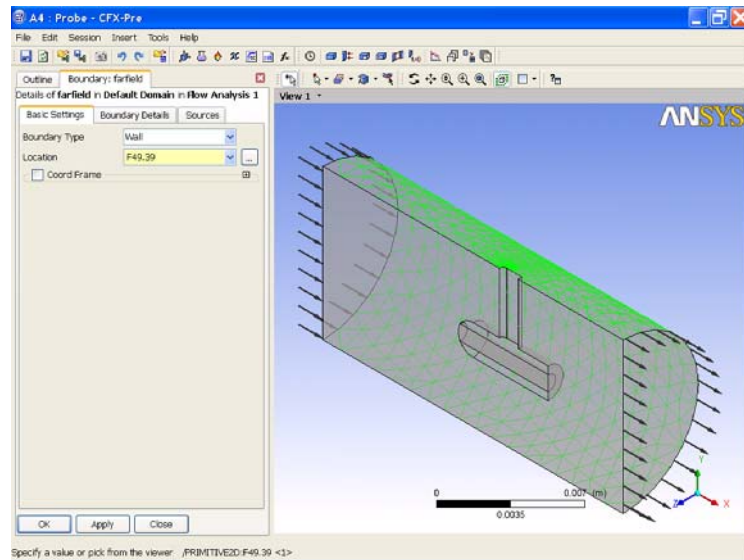 A4 : Probe - CFX-Pre
File Edit Session Insert Tools Help
Outline Boundary: farfield
Details of farfield in Default Domain in Flow Analysis 1
Basic Settings Boundary Details Sources
Boundary Type Wall
Location F49.39 ...
Coord Frame
OK Apply Close
View 1
ANSYS
0 0.007 (m)
0.0035
Y
Z X
Specify a value or pick from the viewer /PRIMITIVE2D:F49.39 <1>